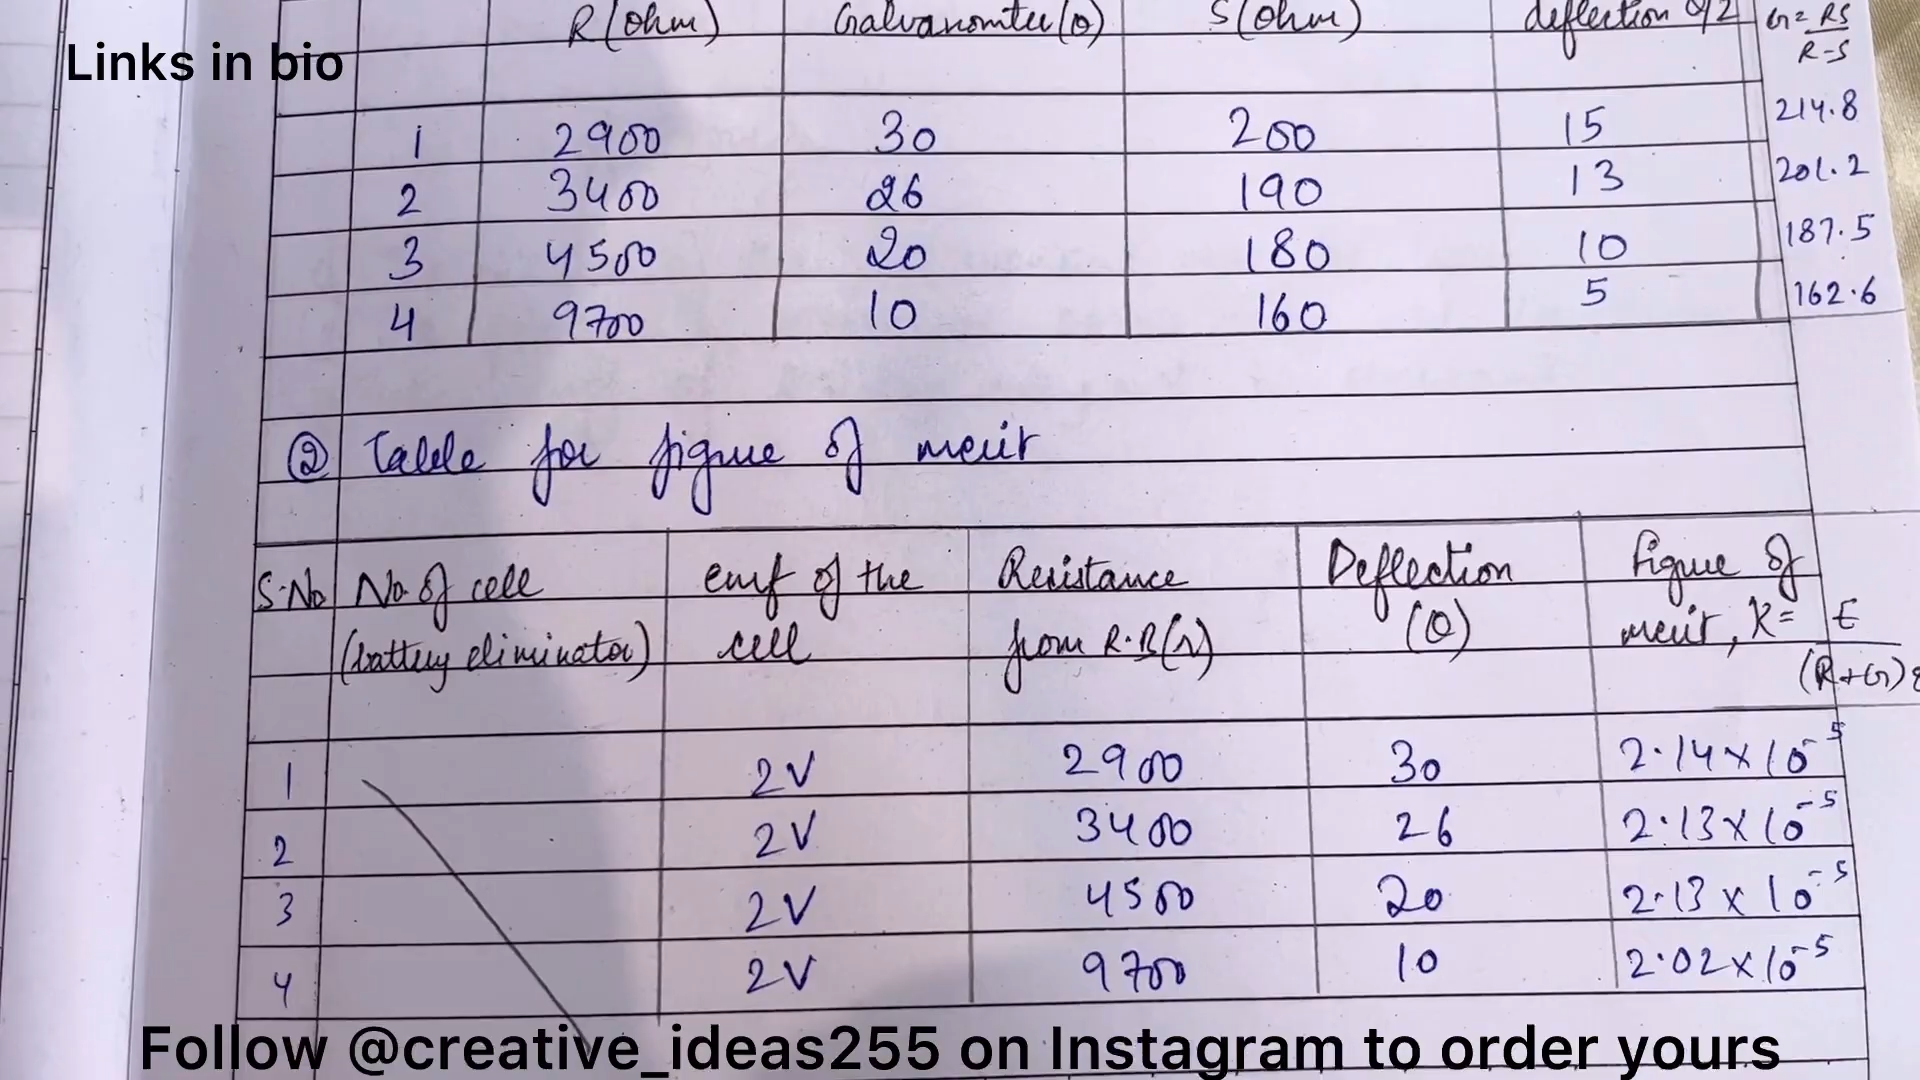 R (ohm) Galvanomter (θ) S (ohm) deflection θ/2 G = RS
R-S
Links in bio
1 2900 30 200 15 214.8
2 3400 26 190 13 201.2
3 4500 20 180 10 187.5
4 9700 10 160 5 162.6
② Table for figure of merit
S.No No. of cell emf of the Resistance Deflection figure of
(battery eliminator) cell from R.B(Ω) (θ) merit, K = E
(R+G)θ
1 2V 2900 30 2.14 x 10⁻⁵
2 2V 3400 26 2.13 x 10⁻⁵
3 2V 4500 20 2.13 x 10⁻⁵
4 2V 9700 10 2.02 x 10⁻⁵
Follow @creative_ideas255 on Instagram to order yours